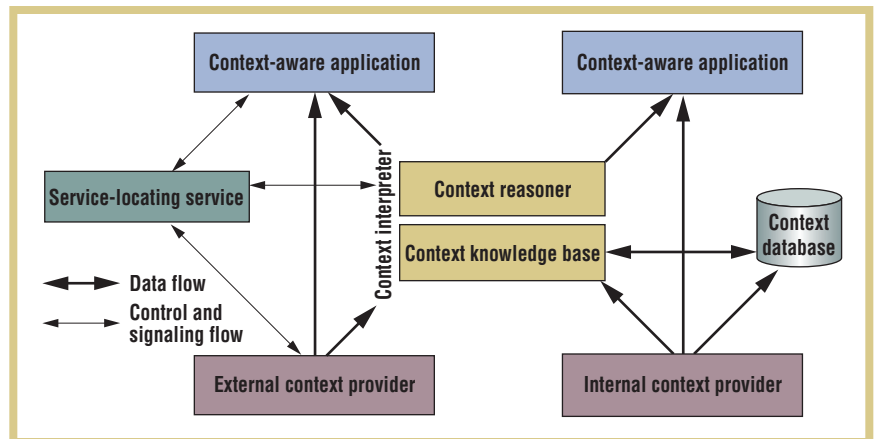 Context-aware application
Context-aware application
Service-locating service
Context interpreter
Context reasoner
Context knowledge base
Context
database
Data flow
Control and
signaling flow
External context provider
Internal context provider